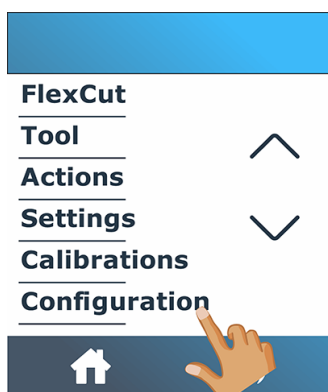 FlexCut
Tool
Actions
Settings
Calibrations
Configuration